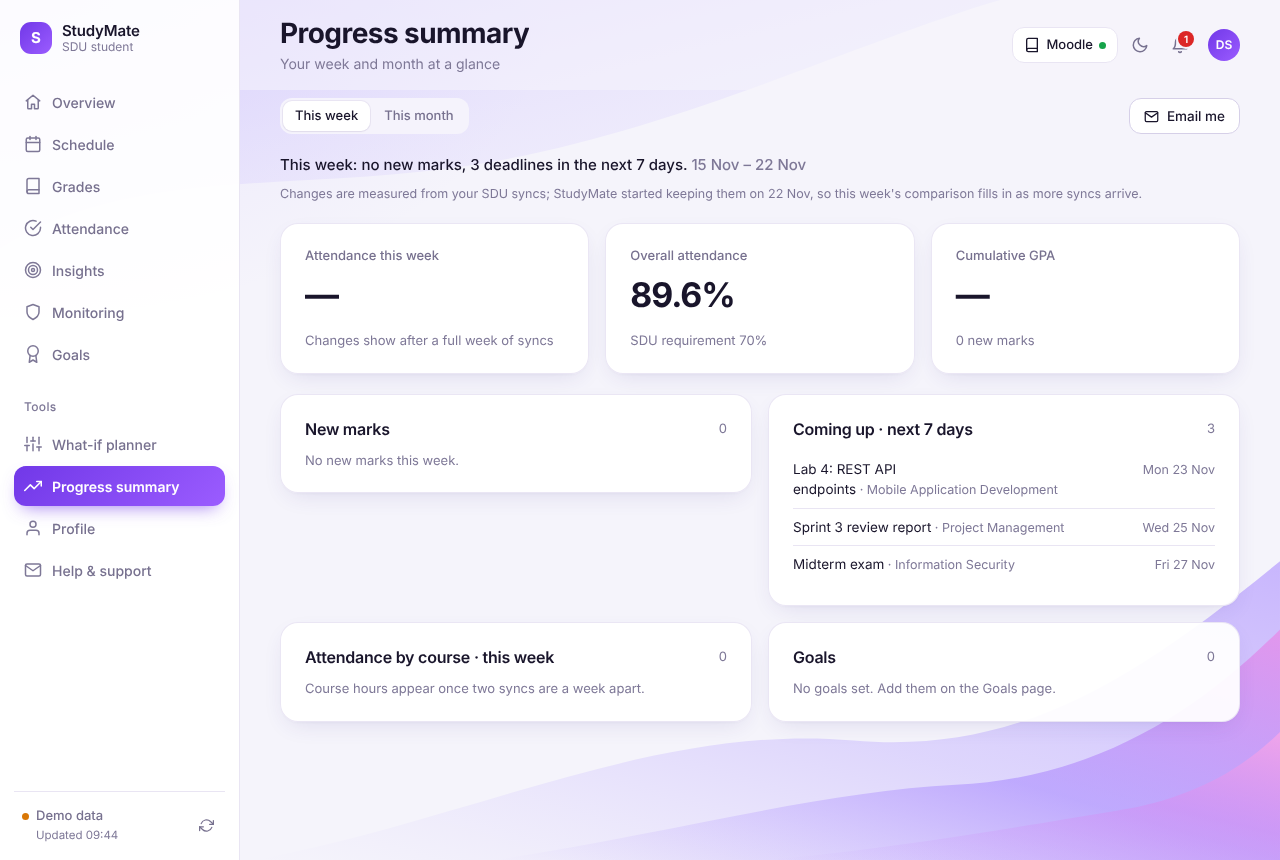 S
StudyMate
SDU student
Overview
Schedule
Grades
Attendance
Insights
Monitoring
Goals
Tools
What-if planner
Progress summary
Profile
Help & support
Demo data
Updated 09:44
Progress summary
Your week and month at a glance
Moodle
1
DS
This week
This month
Email me
This week: no new marks, 3 deadlines in the next 7 days. 15 Nov – 22 Nov
Changes are measured from your SDU syncs; StudyMate started keeping them on 22 Nov, so this week's comparison fills in as more syncs arrive.
Attendance this week
—
Changes show after a full week of syncs
Overall attendance
89.6%
SDU requirement 70%
Cumulative GPA
—
0 new marks
New marks 0
No new marks this week.
Coming up · next 7 days 3
Lab 4: REST API Mon 23 Nov
endpoints · Mobile Application Development
Sprint 3 review report · Project Management Wed 25 Nov
Midterm exam · Information Security Fri 27 Nov
Attendance by course · this week 0
Course hours appear once two syncs are a week apart.
Goals 0
No goals set. Add them on the Goals page.